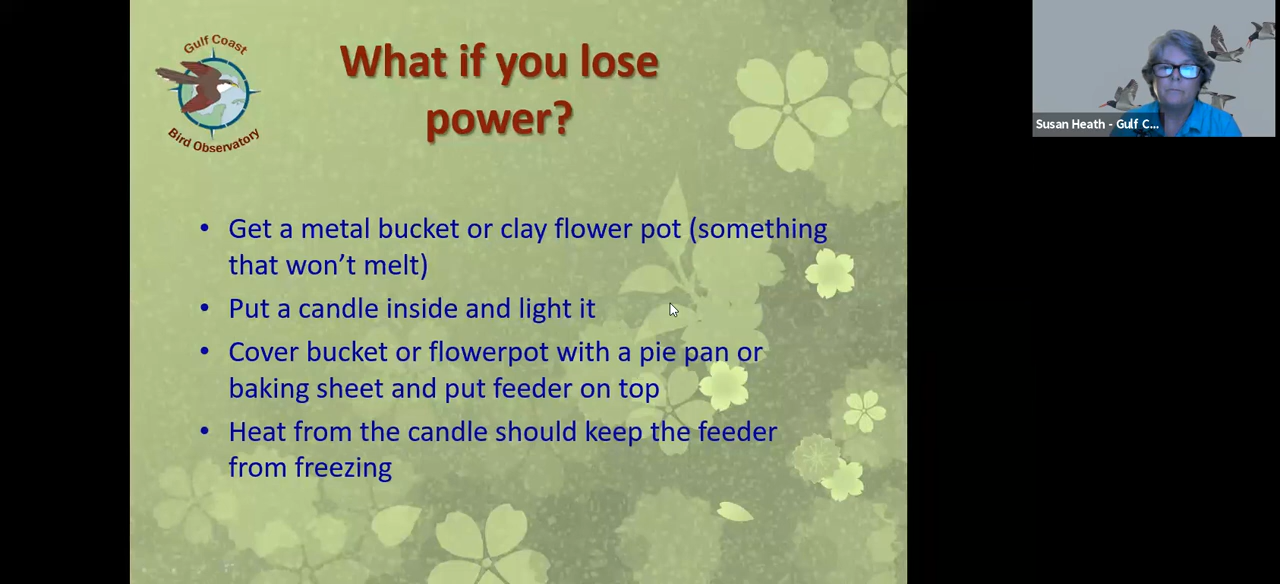 Gulf Coast
Bird Observatory
What if you lose
power?
• Get a metal bucket or clay flower pot (something
that won't melt)
• Put a candle inside and light it
• Cover bucket or flowerpot with a pie pan or
baking sheet and put feeder on top
• Heat from the candle should keep the feeder
from freezing
Susan Heath - Gulf C...